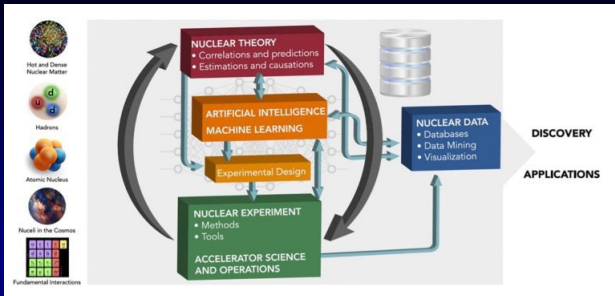 Hot and Dense
Nuclear Matter
u
d
d
Hadrons
Atomic Nucleus
Nuceli in the Cosmos
Fundamental Interactions
NUCLEAR THEORY
• Correlations and predictions
• Estimations and causations
ARTIFICIAL INTELLIGENCE
MACHINE LEARNING
Experimental Design
NUCLEAR EXPERIMENT
• Methods
• Tools
ACCELERATOR SCIENCE
AND OPERATIONS
NUCLEAR DATA
• Databases
• Data Mining
• Visualization
DISCOVERY
APPLICATIONS